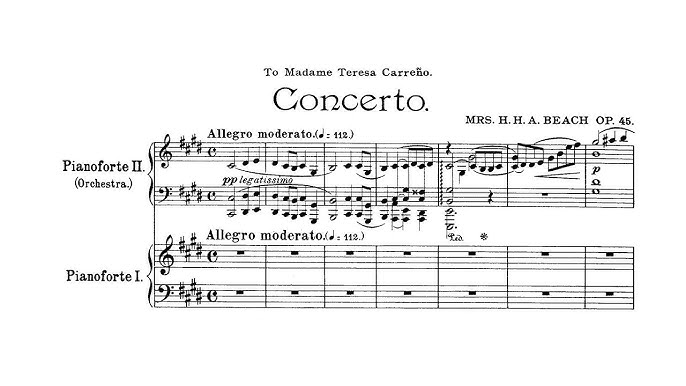 To Madame Teresa Carreño.
Concerto.
MRS. H.H.A. BEACH OP. 45.
Allegro moderato. (♩ = 112.)
Pianoforte II.
(Orchestra.)
pp legatissimo
p
Ped. *
Allegro moderato. (♩ = 112.)
Pianoforte I.